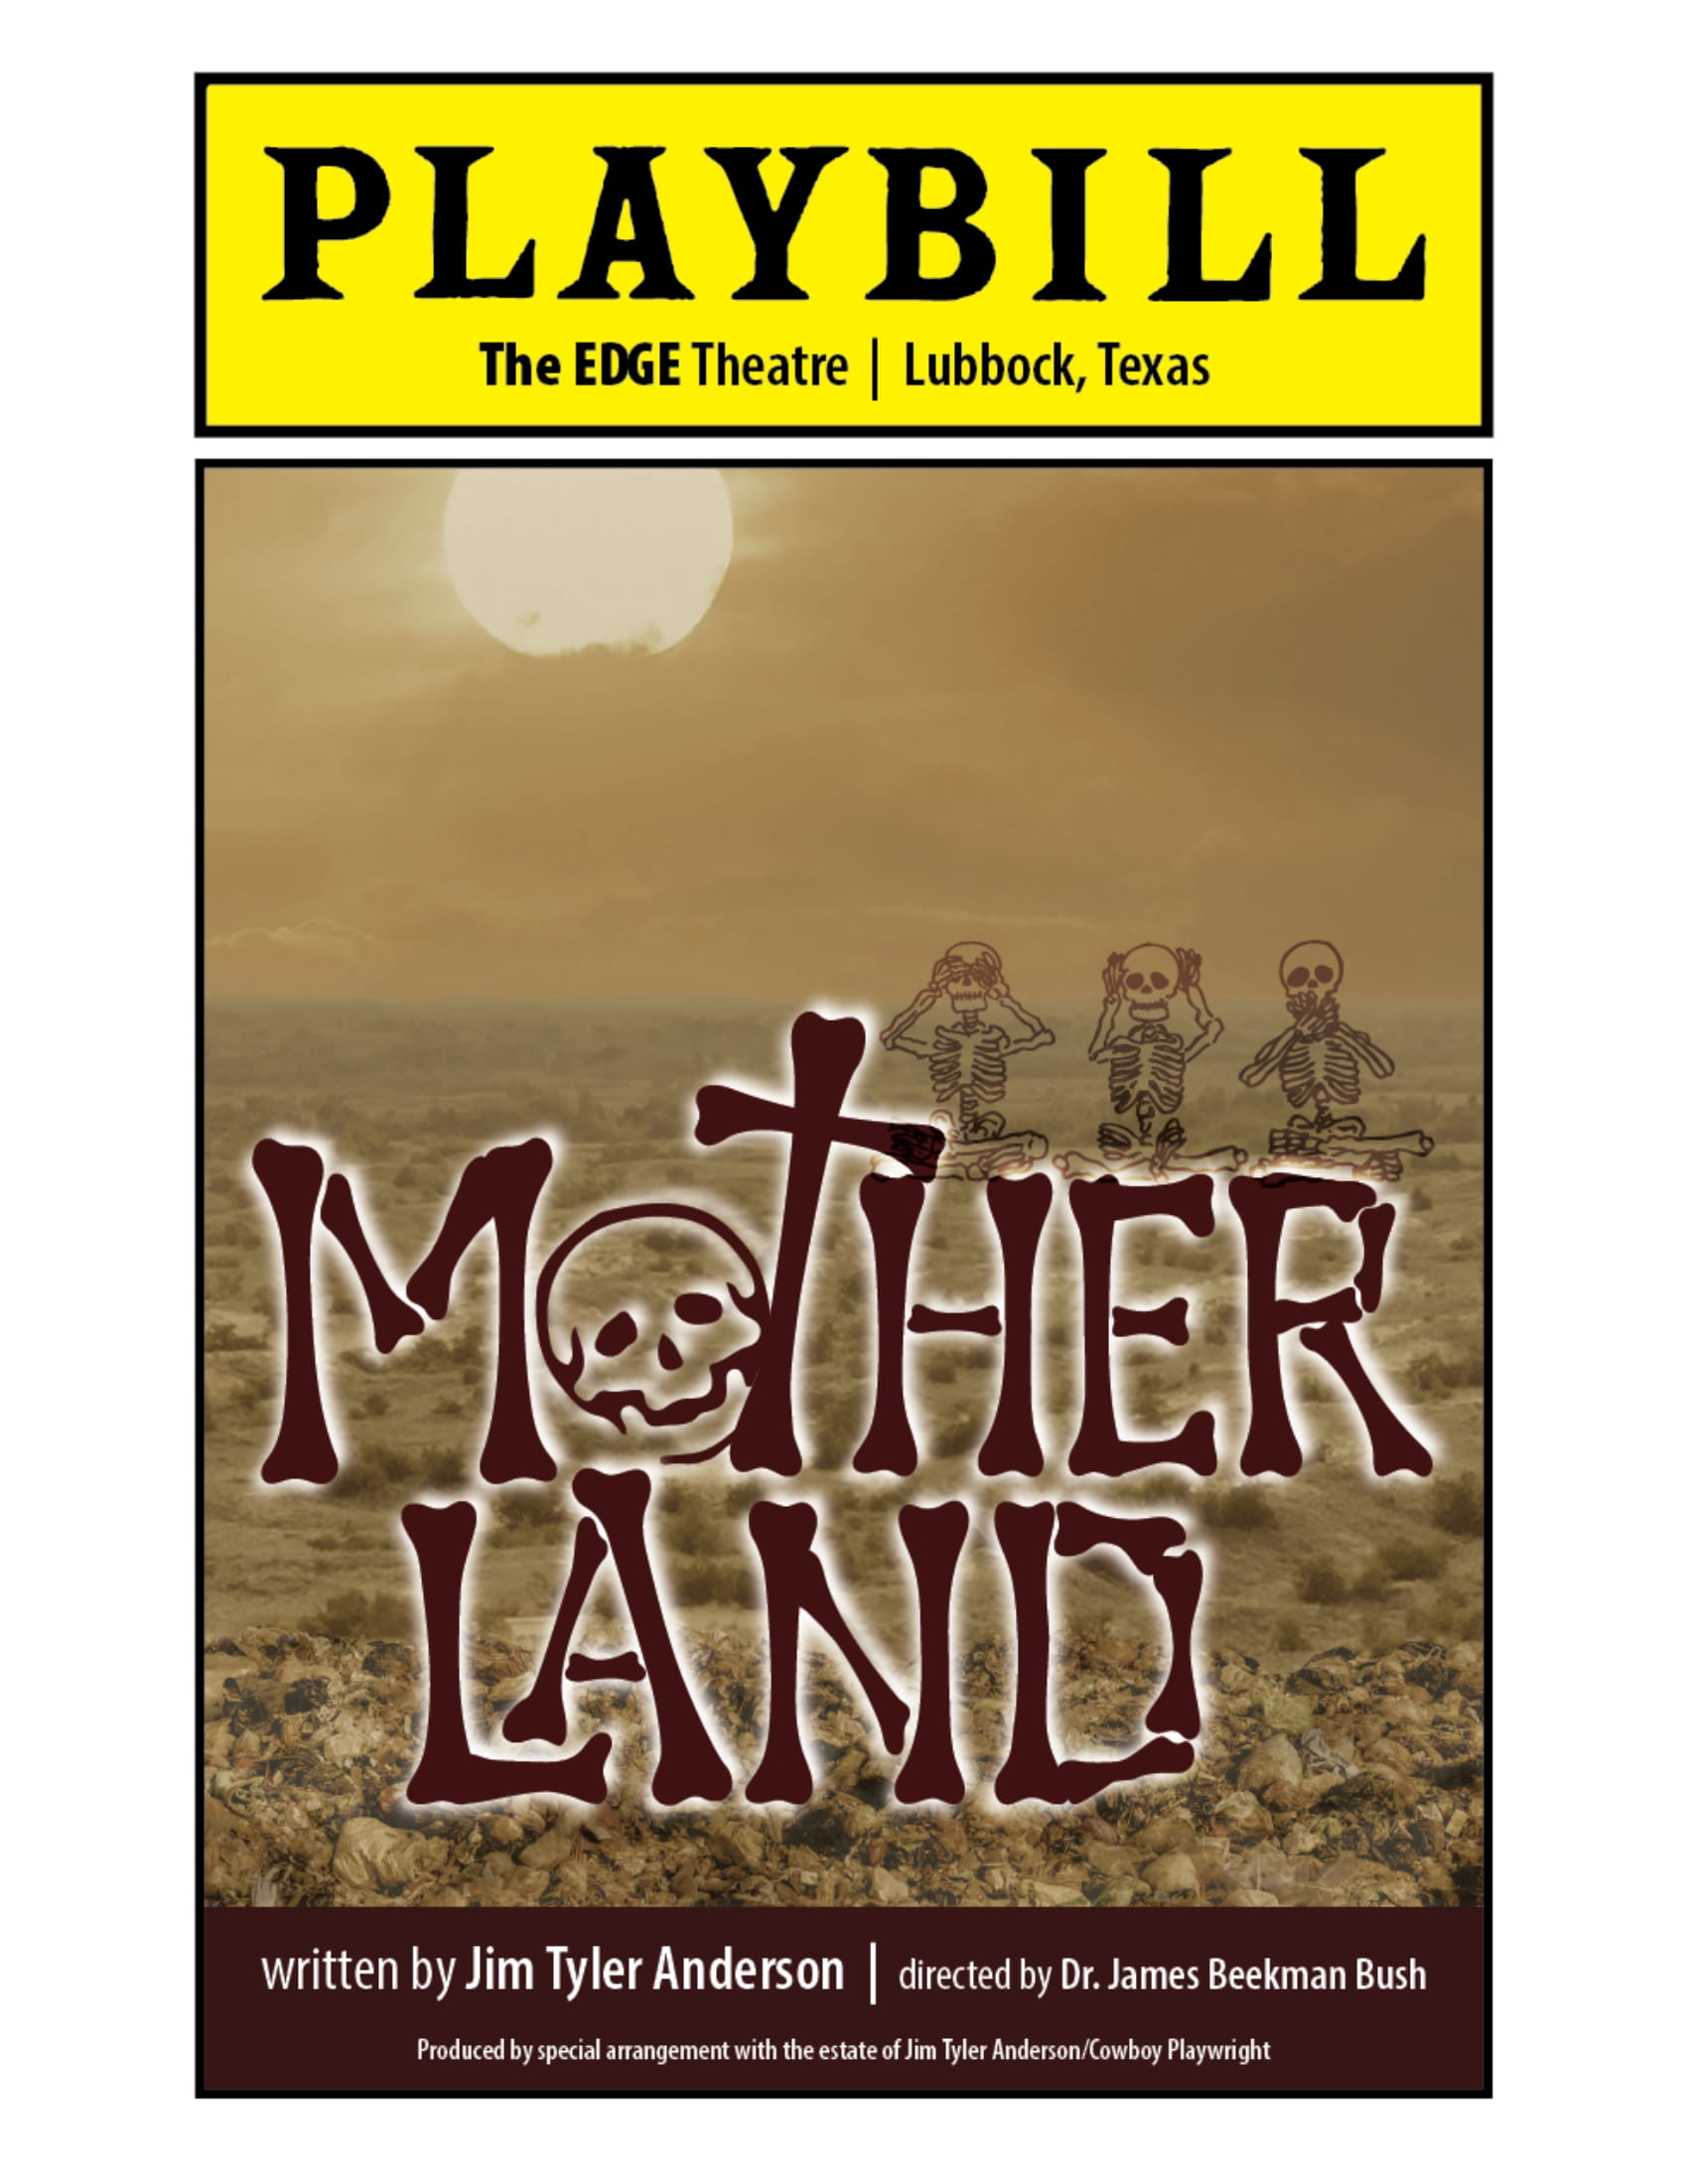 PLAYBILL
The EDGE Theatre | Lubbock, Texas
MOTHER
LAND
written by Jim Tyler Anderson | directed by Dr. James Beekman Bush
Produced by special arrangement with the estate of Jim Tyler Anderson/Cowboy Playwright